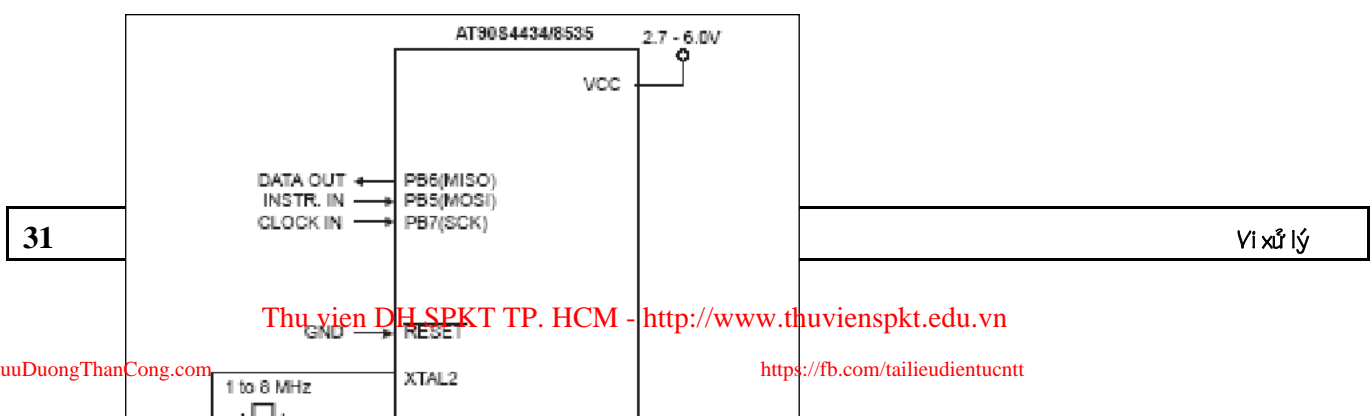 AT90S4434/8535
2.7 - 6.0V
VCC
DATA OUT PB6(MISO)
INSTR. IN PB5(MOSI)
CLOCK IN PB7(SCK)
31 Vi xử lý
Thu vien DH SPKT TP. HCM - http://www.thuvienspkt.edu.vn
GND RESET
uuDuongThanCong.com https://fb.com/tailieudientucntt
XTAL2
1 to 8 MHz